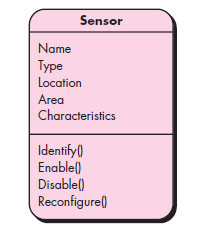 Sensor
Name
Type
Location
Area
Characteristics
Identify()
Enable()
Disable()
Reconfigure()